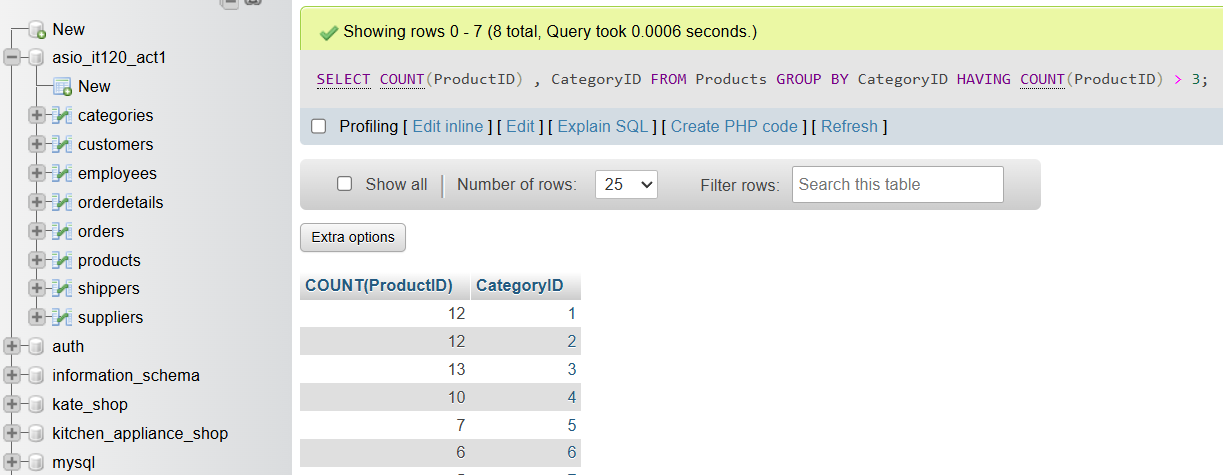 New
asio_it120_act1
New
categories
customers
employees
orderdetails
orders
products
shippers
suppliers
auth
information_schema
kate_shop
kitchen_appliance_shop
mysql
Showing rows 0 - 7 (8 total, Query took 0.0006 seconds.)
SELECT COUNT(ProductID) , CategoryID FROM Products GROUP BY CategoryID HAVING COUNT(ProductID) > 3;
Profiling [ Edit inline ] [ Edit ] [ Explain SQL ] [ Create PHP code ] [ Refresh ]
Show all Number of rows: 25 Filter rows: Search this table
Extra options
COUNT(ProductID) CategoryID
12 1
12 2
13 3
10 4
7 5
6 6